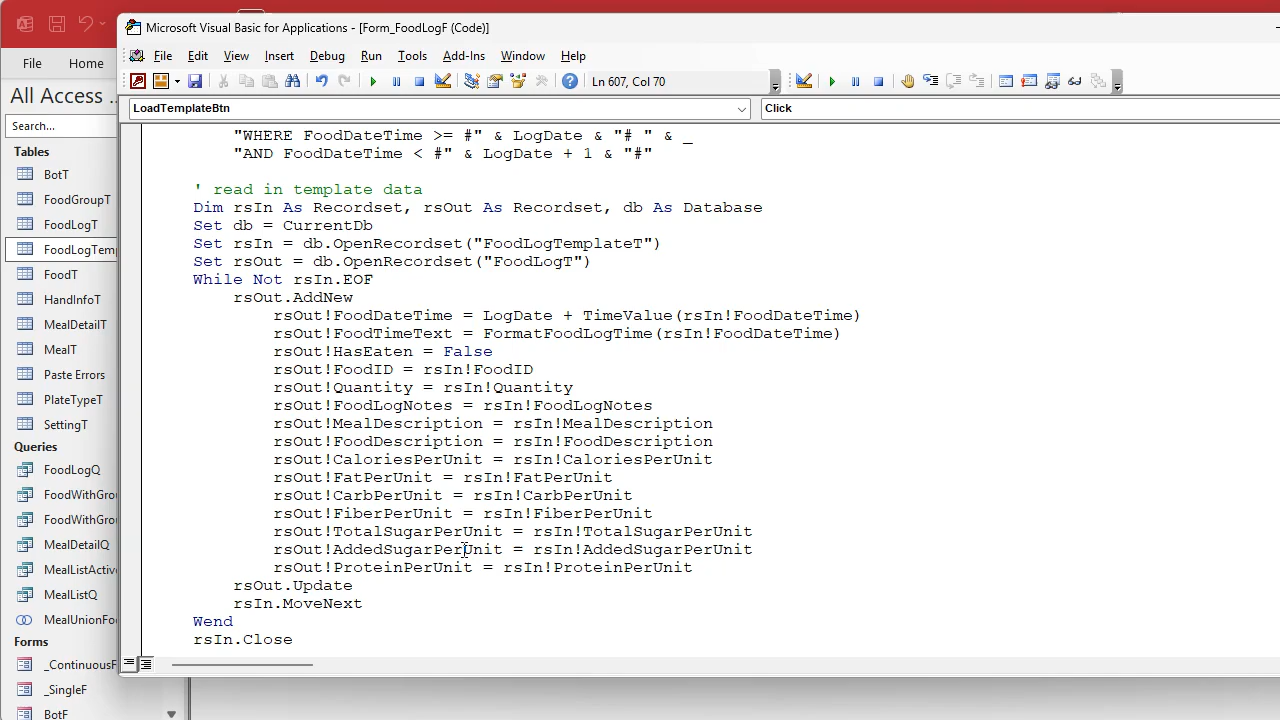 Microsoft Visual Basic for Applications - [Form_FoodLogF (Code)]
File
Home
File Edit View Insert Format Debug Run Tools Add-Ins Window Help
Ln 607, Col 70
LoadTemplateBtn
Click
All Access ...
Search...
Tables
BotT
FoodGroupT
FoodLogT
FoodLogTemp
FoodT
HandInfoT
MealDetailT
MealT
Paste Errors
PlateTypeT
SettingT
Queries
FoodLogQ
FoodWithGro
FoodWithGro
MealDetailQ
MealListActiv
MealListQ
MealUnionFo
Forms
_ContinuousF
_SingleF
BotF
"WHERE FoodDateTime >= #" & LogDate & "# " & _
"AND FoodDateTime < #" & LogDate + 1 & "#"
' read in template data
Dim rsIn As Recordset, rsOut As Recordset, db As Database
Set db = CurrentDb
Set rsIn = db.OpenRecordset("FoodLogTemplateT")
Set rsOut = db.OpenRecordset("FoodLogT")
While Not rsIn.EOF
rsOut.AddNew
rsOut!FoodDateTime = LogDate + TimeValue(rsIn!FoodDateTime)
rsOut!FoodTimeText = FormatFoodLogTime(rsIn!FoodDateTime)
rsOut!HasEaten = False
rsOut!FoodID = rsIn!FoodID
rsOut!Quantity = rsIn!Quantity
rsOut!FoodLogNotes = rsIn!FoodLogNotes
rsOut!MealDescription = rsIn!MealDescription
rsOut!FoodDescription = rsIn!FoodDescription
rsOut!CaloriesPerUnit = rsIn!CaloriesPerUnit
rsOut!FatPerUnit = rsIn!FatPerUnit
rsOut!CarbPerUnit = rsIn!CarbPerUnit
rsOut!FiberPerUnit = rsIn!FiberPerUnit
rsOut!TotalSugarPerUnit = rsIn!TotalSugarPerUnit
rsOut!AddedSugarPerUnit = rsIn!AddedSugarPerUnit
rsOut!ProteinPerUnit = rsIn!ProteinPerUnit
rsOut.Update
rsIn.MoveNext
Wend
rsIn.Close